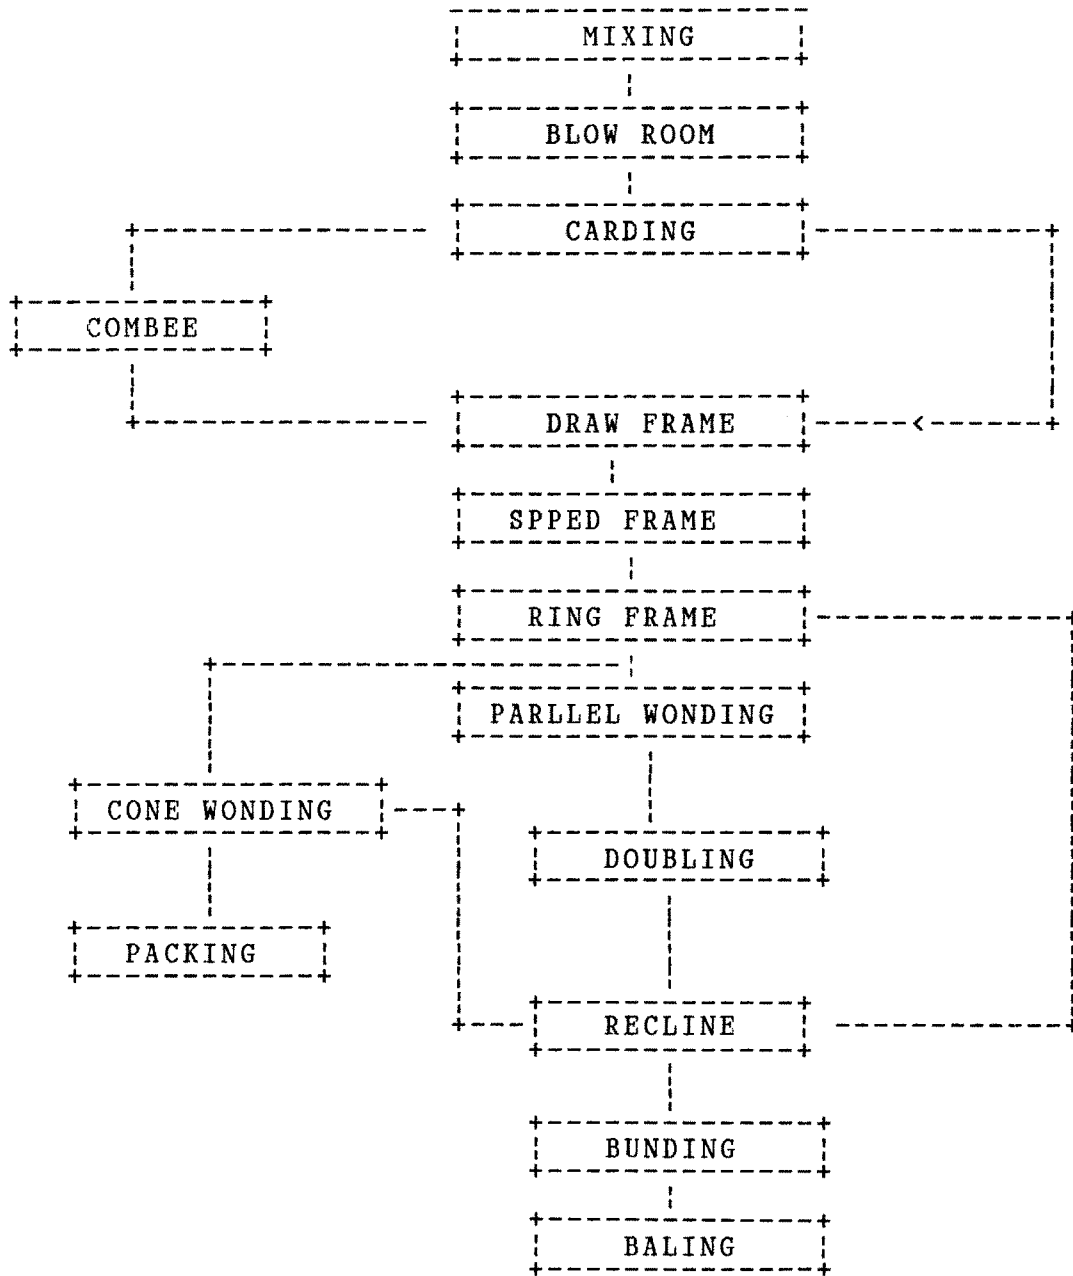 MIXING
BLOW ROOM
CARDING
COMBEE
DRAW FRAME
SPPED FRAME
RING FRAME
PARLLEL WONDING
CONE WONDING
DOUBLING
PACKING
RECLINE
BUNDING
BALING